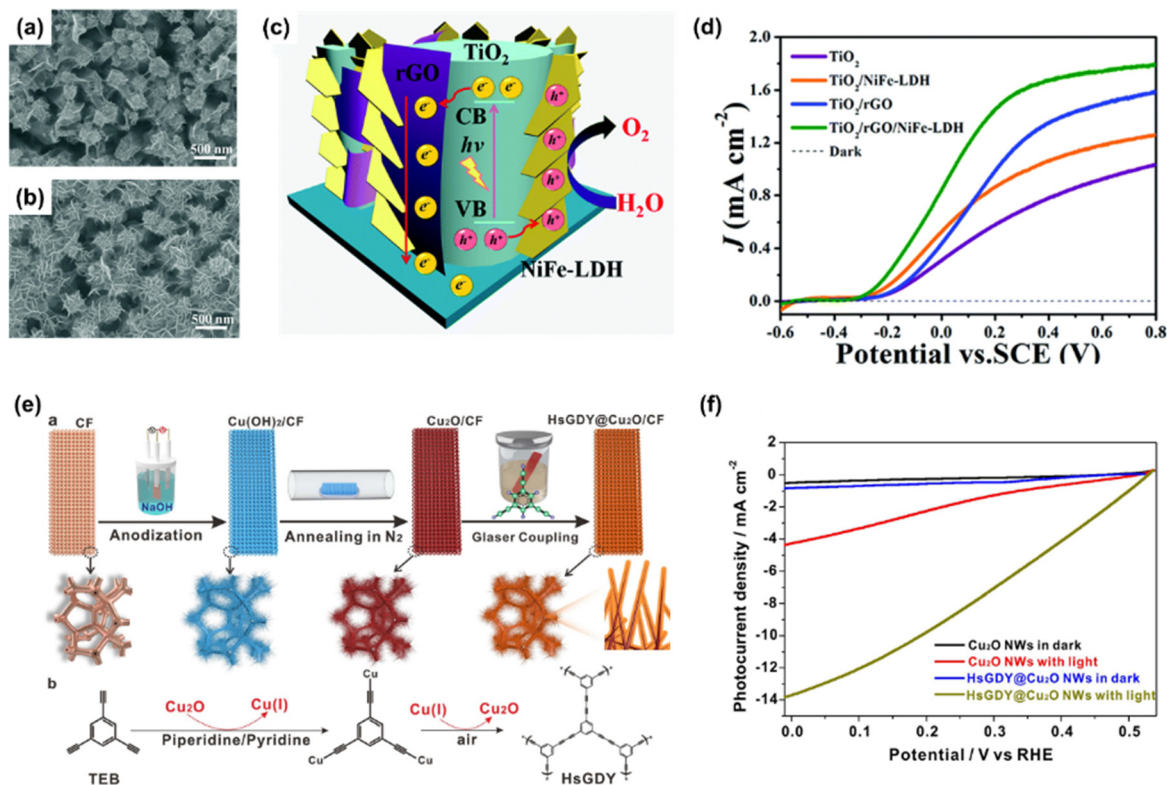 (a)
500 nm
(b)
500 nm
(c)
rGO
TiO₂
e⁻
e⁻
e⁻
e⁻
CB
h⁺
e⁻
hν
h⁺
O₂
e⁻
VB
h⁺
H₂O
h⁺
h⁺
h⁺
e⁻
e⁻
NiFe-LDH
(d)
J (mA cm⁻²)
2.0
1.6
1.2
0.8
0.4
0.0
TiO₂
TiO₂/NiFe-LDH
TiO₂/rGO
TiO₂/rGO/NiFe-LDH
Dark
-0.6 -0.4 -0.2 0.0 0.2 0.4 0.6 0.8
Potential vs.SCE (V)
(e)
a
CF
Cu(OH)₂/CF
Cu₂O/CF
HsGDY@Cu₂O/CF
NaOH
Anodization
Annealing in N₂
Glaser Coupling
b
Cu₂O
Cu(I)
Piperidine/Pyridine
TEB
Cu
Cu
Cu
Cu(I)
Cu₂O
air
HsGDY
(f)
Photocurrent density / mA cm⁻²
2
0
-2
-4
-6
-8
-10
-12
-14
Cu₂O NWs in dark
Cu₂O NWs with light
HsGDY@Cu₂O NWs in dark
HsGDY@Cu₂O NWs with light
0.0 0.1 0.2 0.3 0.4 0.5
Potential / V vs RHE